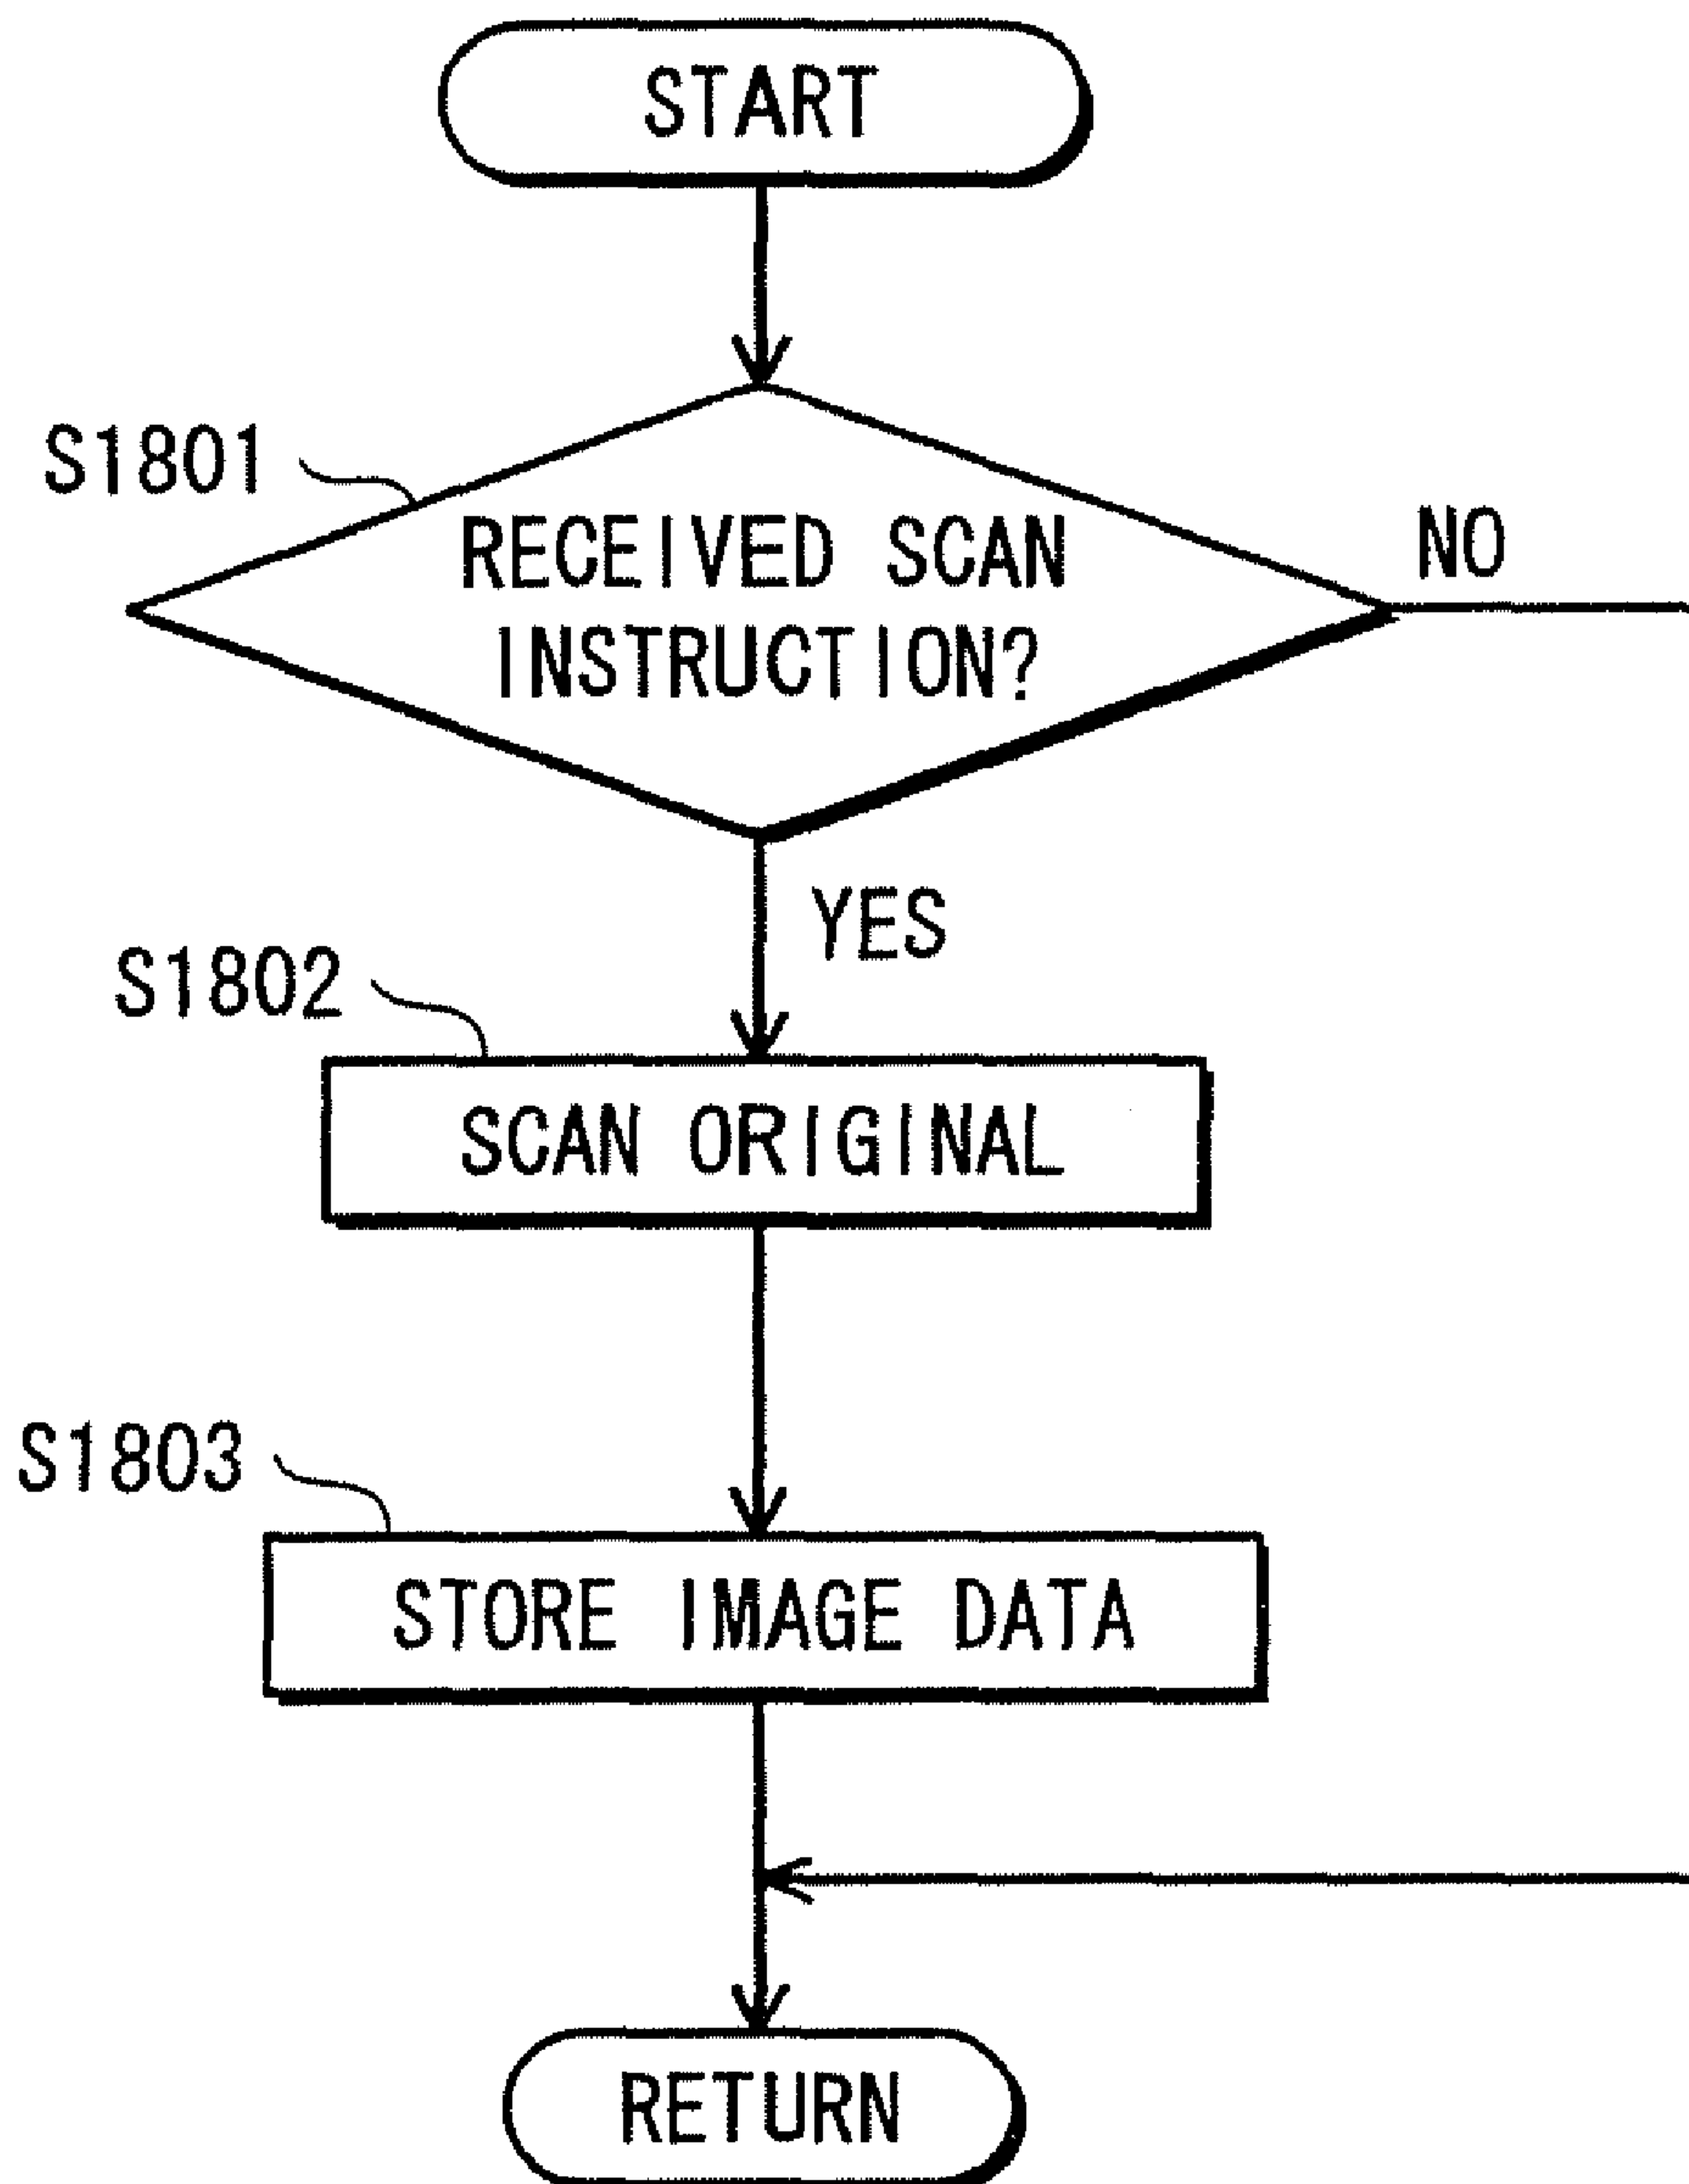 START
S1801
RECEIVED SCAN
INSTRUCTION?
NO
YES
S1802
SCAN ORIGINAL
S1803
STORE IMAGE DATA
RETURN